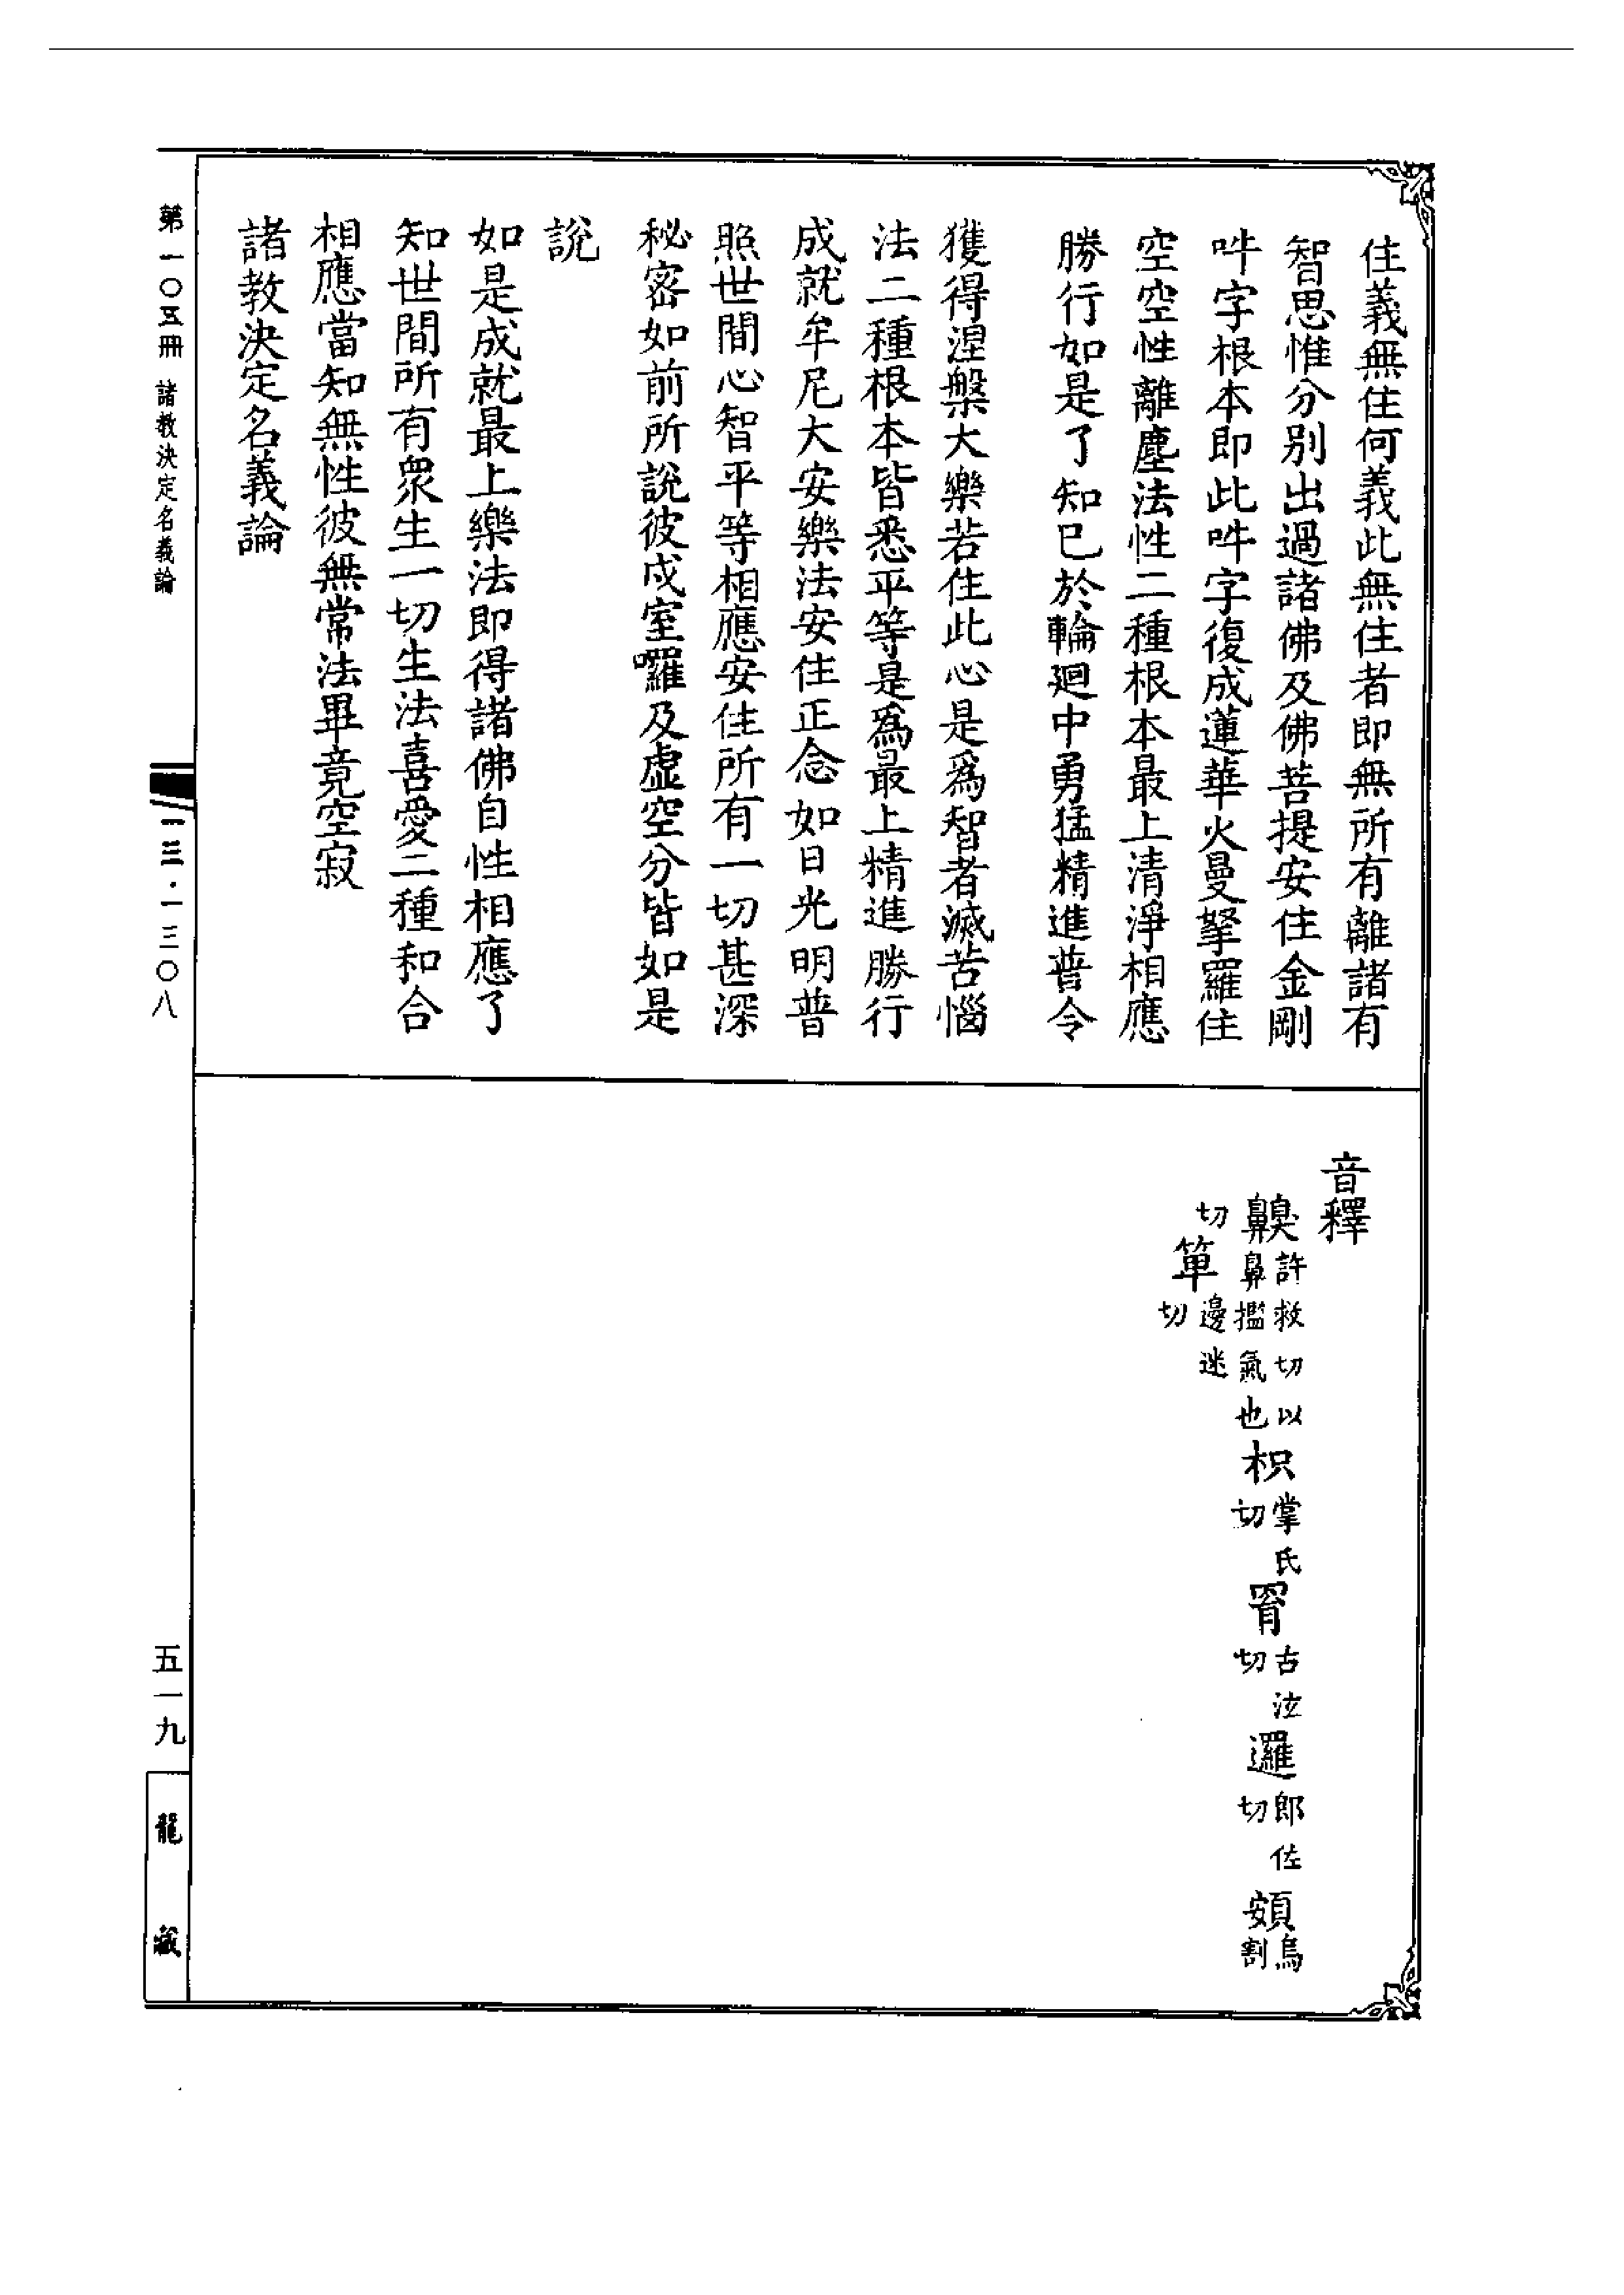 住義無住何義此無住者即無所有離諸有
智思惟分別出過諸佛及佛菩提安住金剛
吽字根本即此吽字復成蓮華火曼拏羅住
空空性離塵法性二種根本最上清淨相應
勝行如是了知已於輪迴中勇猛精進普令
獲得涅槃大樂若住此心是爲智者滅苦惱
法二種根本皆悉平等是爲最上精進勝行
成就牟尼大安樂法安住正念如日光明普
照世間心智平等相應安住所有一切甚深
秘密如前所說彼戍室囉及虛空分皆如是
說
如是成就最上樂法即得諸佛自性相應了
知世間所有衆生一切生法喜愛二種和合
相應當知無性彼無常法畢竟空寂
諸教決定名義論
音釋
齅許救切以鼻搵氣也枳掌氏切罥古泫切邏郎佐切頞烏割
切箄邊迷切
第一〇五冊 諸教決定名義論
一三·一三〇八
五一九
龍藏